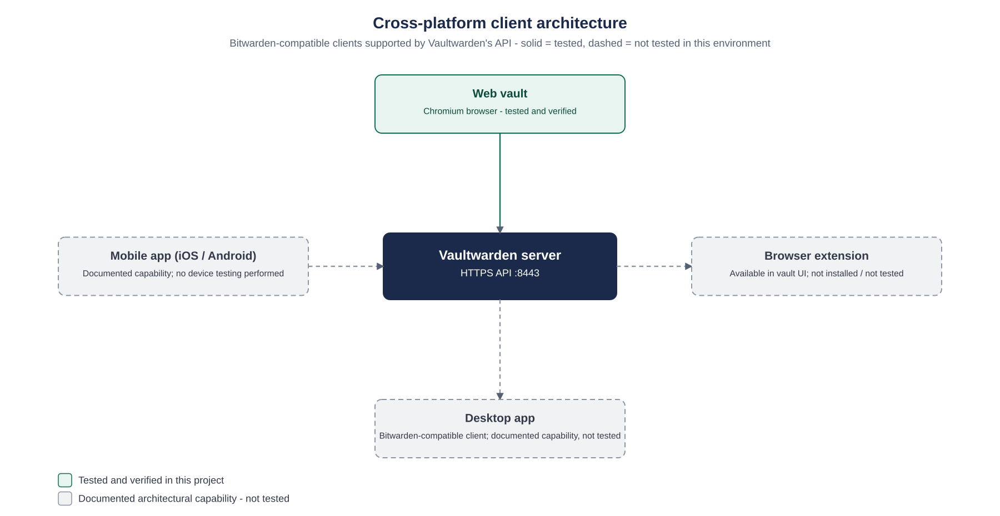 Cross-platform client architecture
Bitwarden-compatible clients supported by Vaultwarden's API - solid = tested, dashed = not tested in this environment
Web vault
Chromium browser - tested and verified
Mobile app (iOS / Android)
Documented capability; no device testing performed
Vaultwarden server
HTTPS API :8443
Browser extension
Available in vault UI; not installed / not tested
Desktop app
Bitwarden-compatible client; documented capability, not tested
Tested and verified in this project
Documented architectural capability - not tested